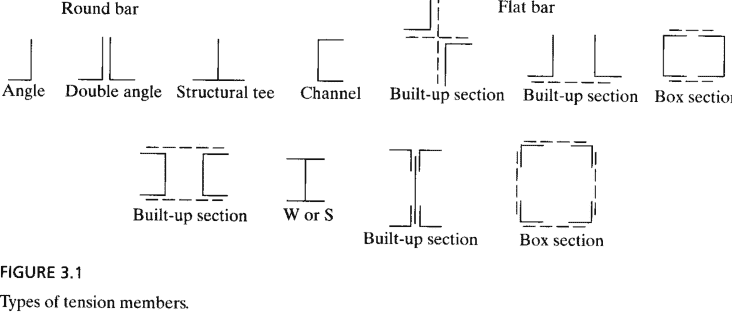 Round bar
Flat bar
Angle
Double angle
Structural tee
Channel
Built-up section
Built-up section
Box section
Built-up section
W or S
Built-up section
Box section
FIGURE 3.1
Types of tension members.